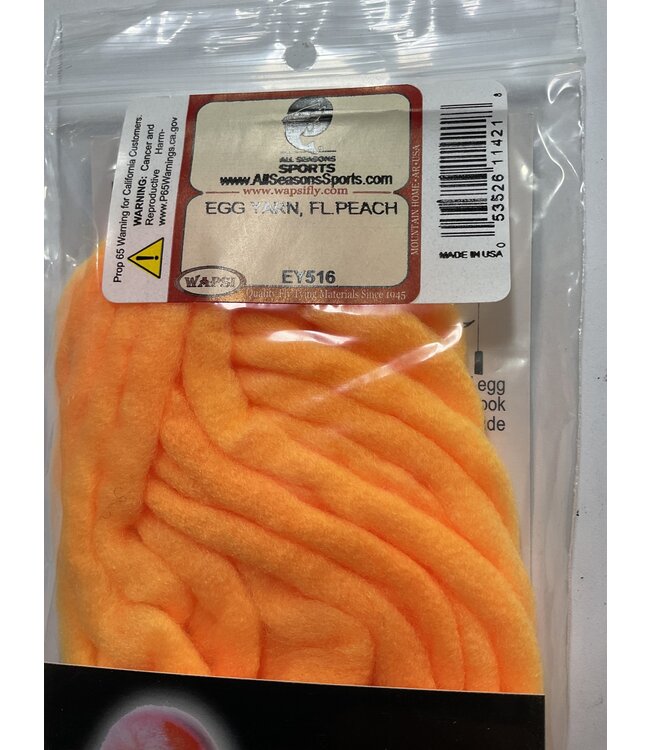 Prop 65 Warning for California Customers.
WARNING: Cancer and
Reproductive Harm-
www.P65Warnings.ca.gov
ALL SEASONS
SPORTS
www.AllSeasonsSports.com
www.wapsifly.com
EGG YARN, FL.PEACH
WAPSI
EY516
Quality Fly Tying Materials Since 1945
MOUNTAIN HOME-AR-USA
0 53526 11421 8
MADE IN USA
egg
ook
de